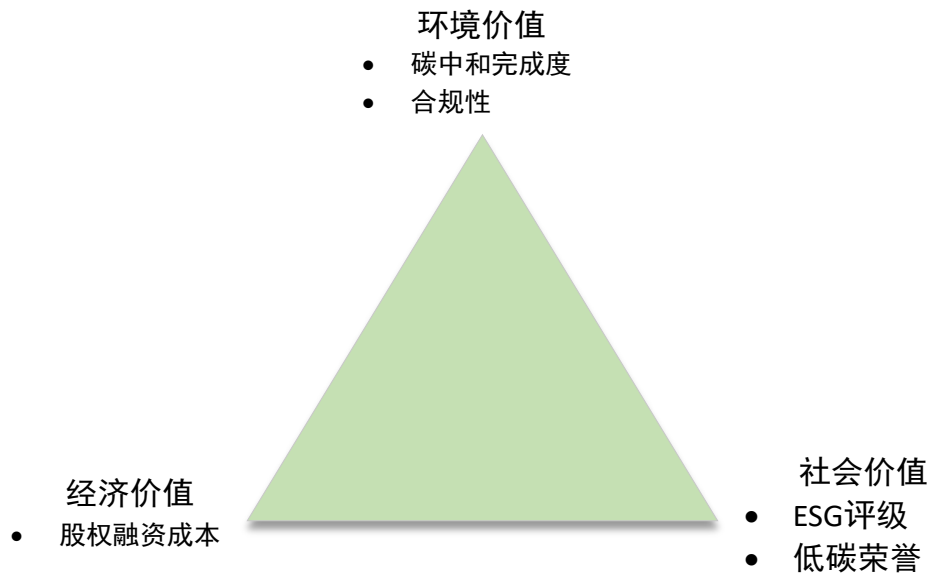 环境价值
• 碳中和完成度
• 合规性
经济价值
• 股权融资成本
社会价值
• ESG评级
• 低碳荣誉